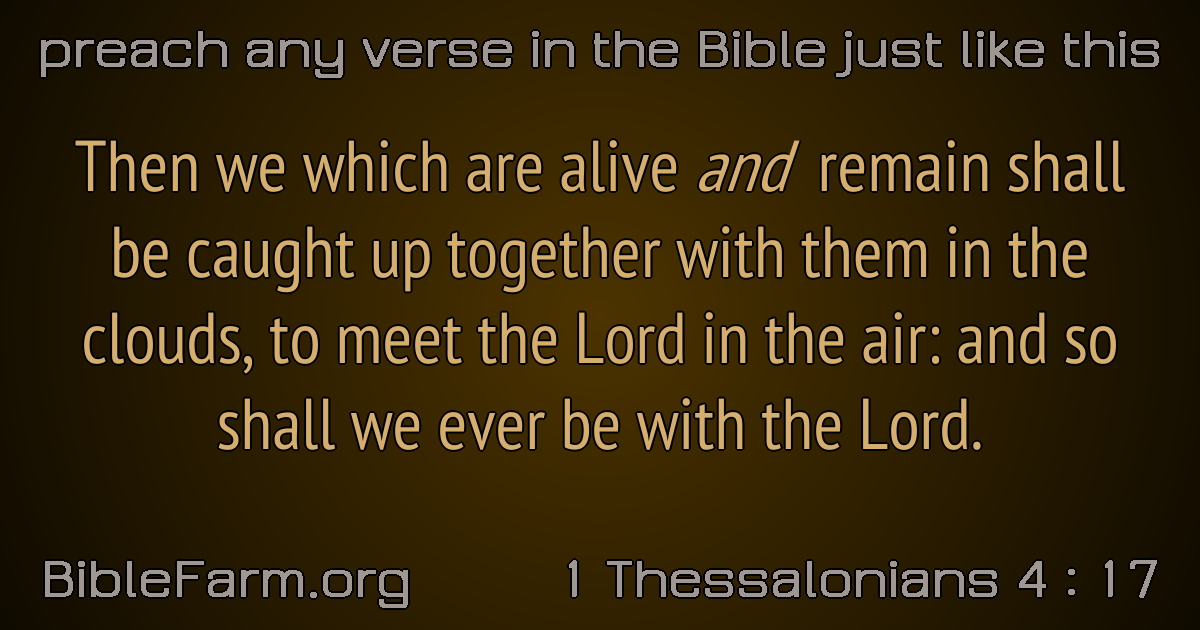 preach any verse in the Bible just like this
Then we which are alive and remain shall
be caught up together with them in the
clouds, to meet the Lord in the air: and so
shall we ever be with the Lord.
BibleFarm.org
1 Thessalonians 4 : 17